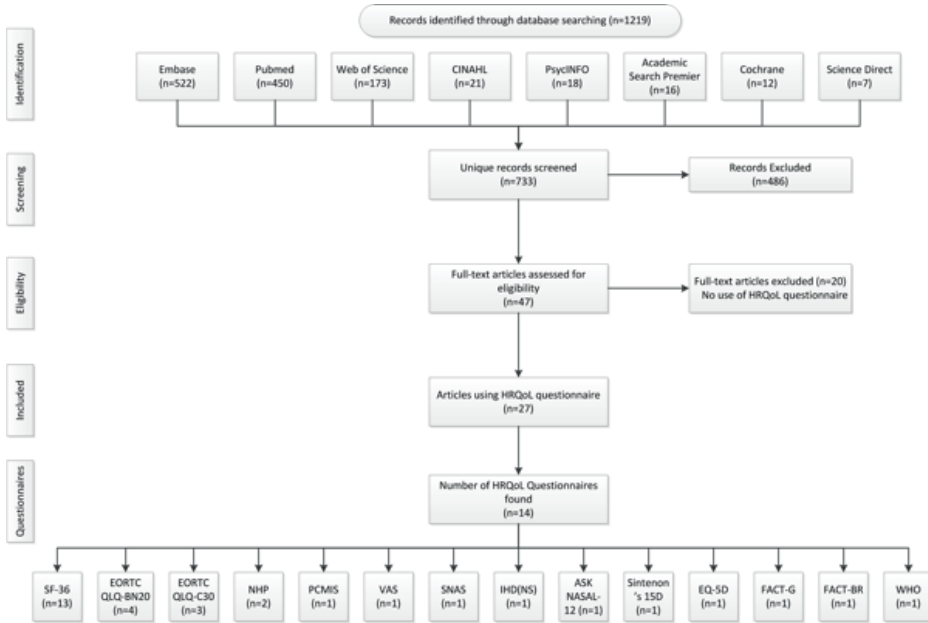 Records identified through database searching (n=1219)
Identification
Embase
(n=522)
Pubmed
(n=450)
Web of Science
(n=173)
CINAHL
(n=21)
PsycINFO
(n=18)
Academic
Search Premier
(n=16)
Cochrane
(n=12)
Science Direct
(n=7)
Screening
Unique records screened
(n=733)
Records Excluded
(n=486)
Eligibility
Full-text articles assessed for
eligibility
(n=47)
Full-text articles excluded (n=20)
No use of HRQoL questionnaire
Included
Articles using HRQoL questionnaire
(n=27)
Questionnaires
Number of HRQoL Questionnaires
found
(n=14)
SF-36
(n=13)
EORTC
QLQ-BN20
(n=4)
EORTC
QLQ-C30
(n=3)
NHP
(n=2)
PCMIS
(n=1)
VAS
(n=1)
SNAS
(n=1)
IHD(NS)
(n=1)
ASK
NASAL-
12 (n=1)
Sintenon
's 15D
(n=1)
EQ-5D
(n=1)
FACT-G
(n=1)
FACT-BR
(n=1)
WHO
(n=1)